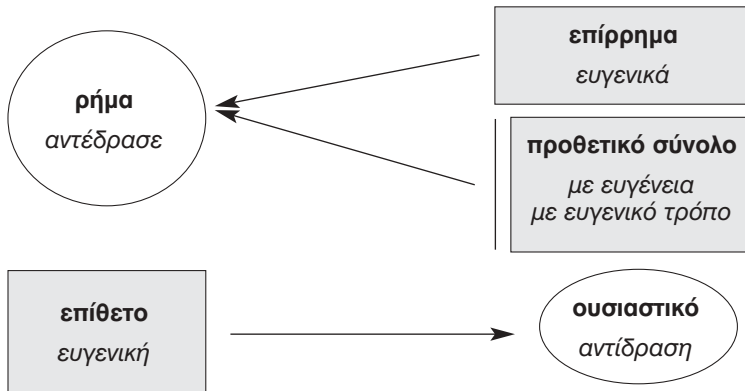 επίρρημα
ευγενικά
ρήμα
αντέδρασε
προθετικό σύνολο
με ευγένεια
με ευγενικό τρόπο
επίθετο
ευγενική
ουσιαστικό
αντίδραση